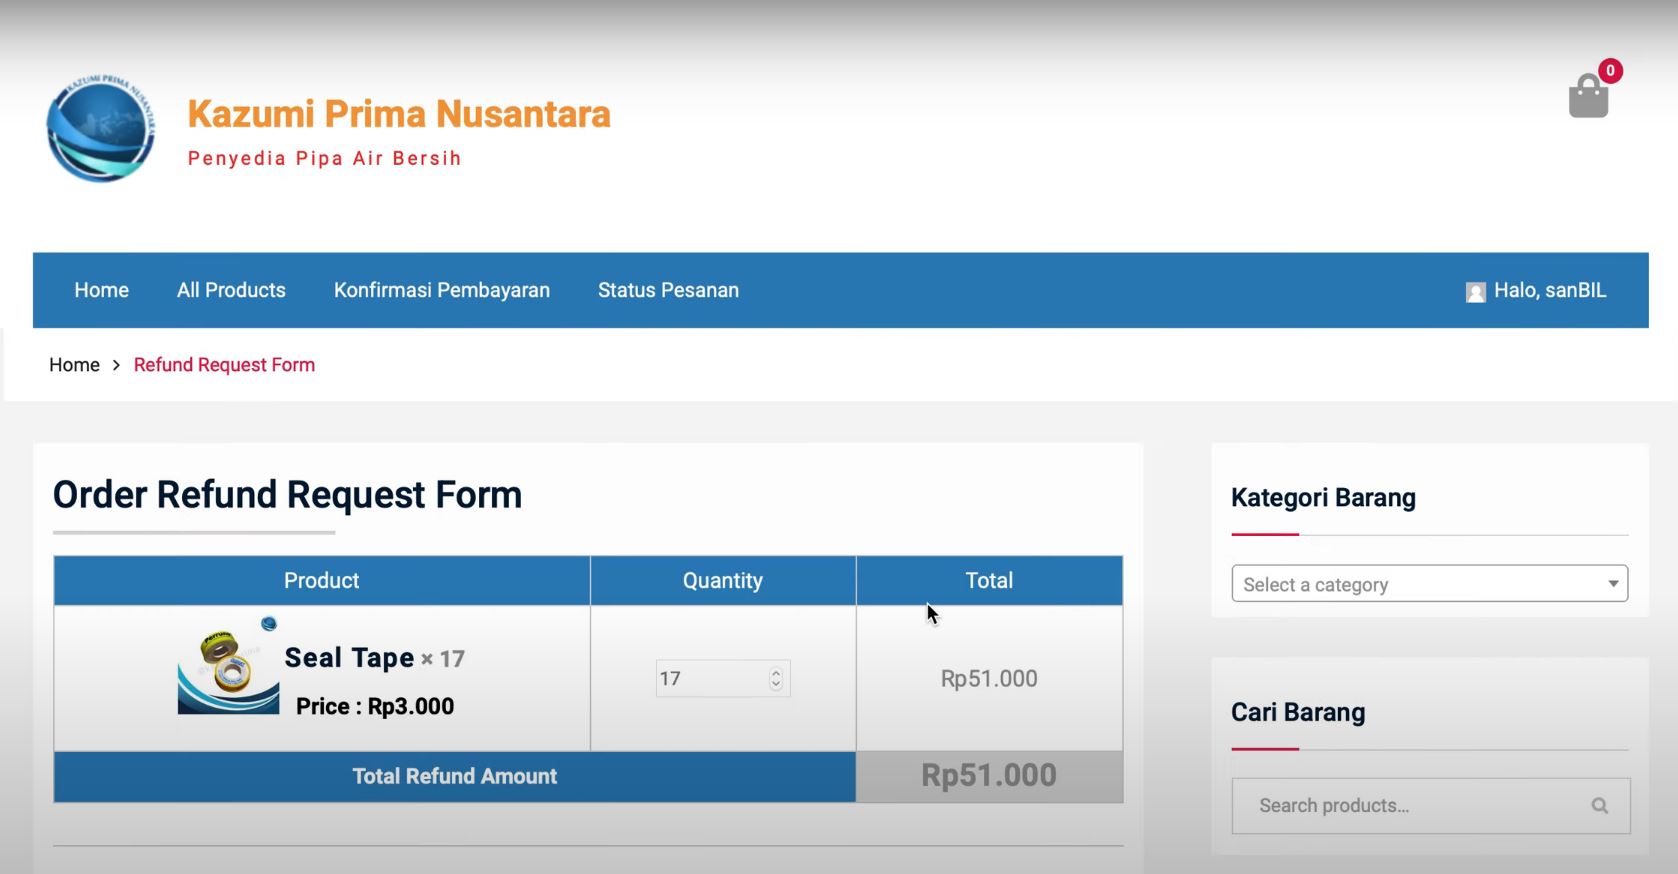 KAZUMI PRIMA NUSANTARA
Kazumi Prima Nusantara
Penyedia Pipa Air Bersih
0
Home
All Products
Konfirmasi Pembayaran
Status Pesanan
Halo, sanBIL
Home > Refund Request Form
Order Refund Request Form
Product
Quantity
Total
Seal Tape × 17
Price : Rp3.000
17
Rp51.000
Total Refund Amount
Rp51.000
Kategori Barang
Select a category
Cari Barang
Search products...